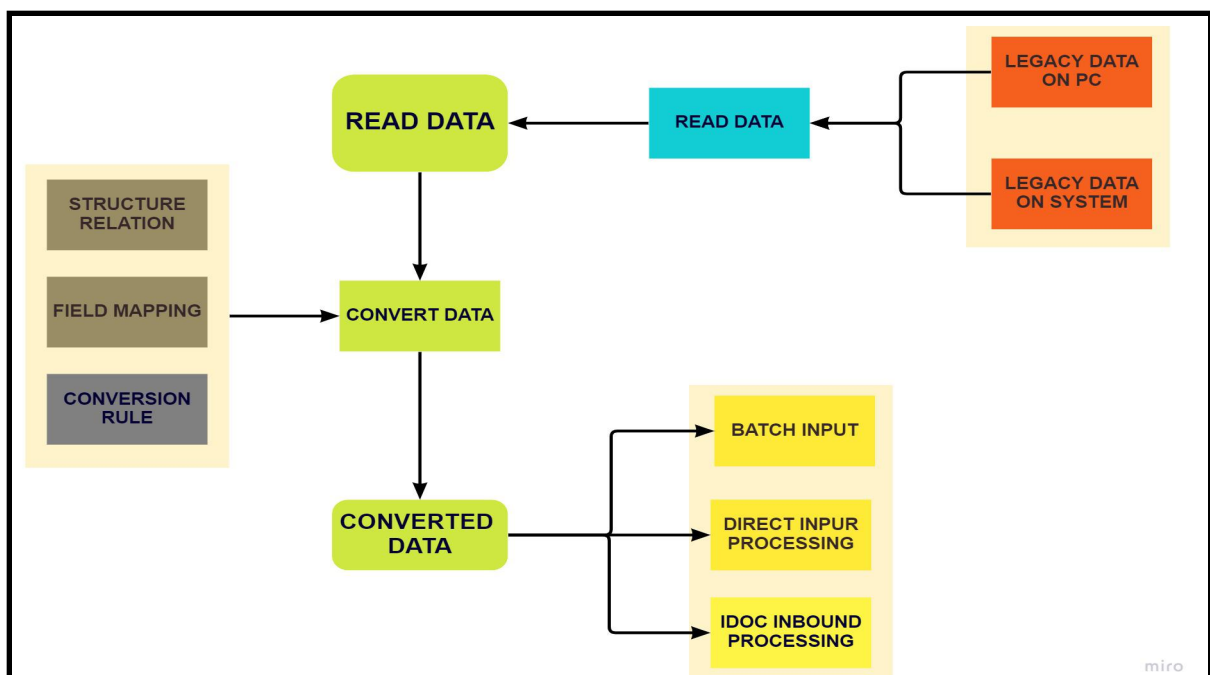 LEGACY DATA
ON PC
READ DATA
READ DATA
LEGACY DATA
ON SYSTEM
STRUCTURE
RELATION
FIELD MAPPING
CONVERT DATA
CONVERSION
RULE
BATCH INPUT
CONVERTED
DATA
DIRECT INPUR
PROCESSING
IDOC INBOUND
PROCESSING
miro